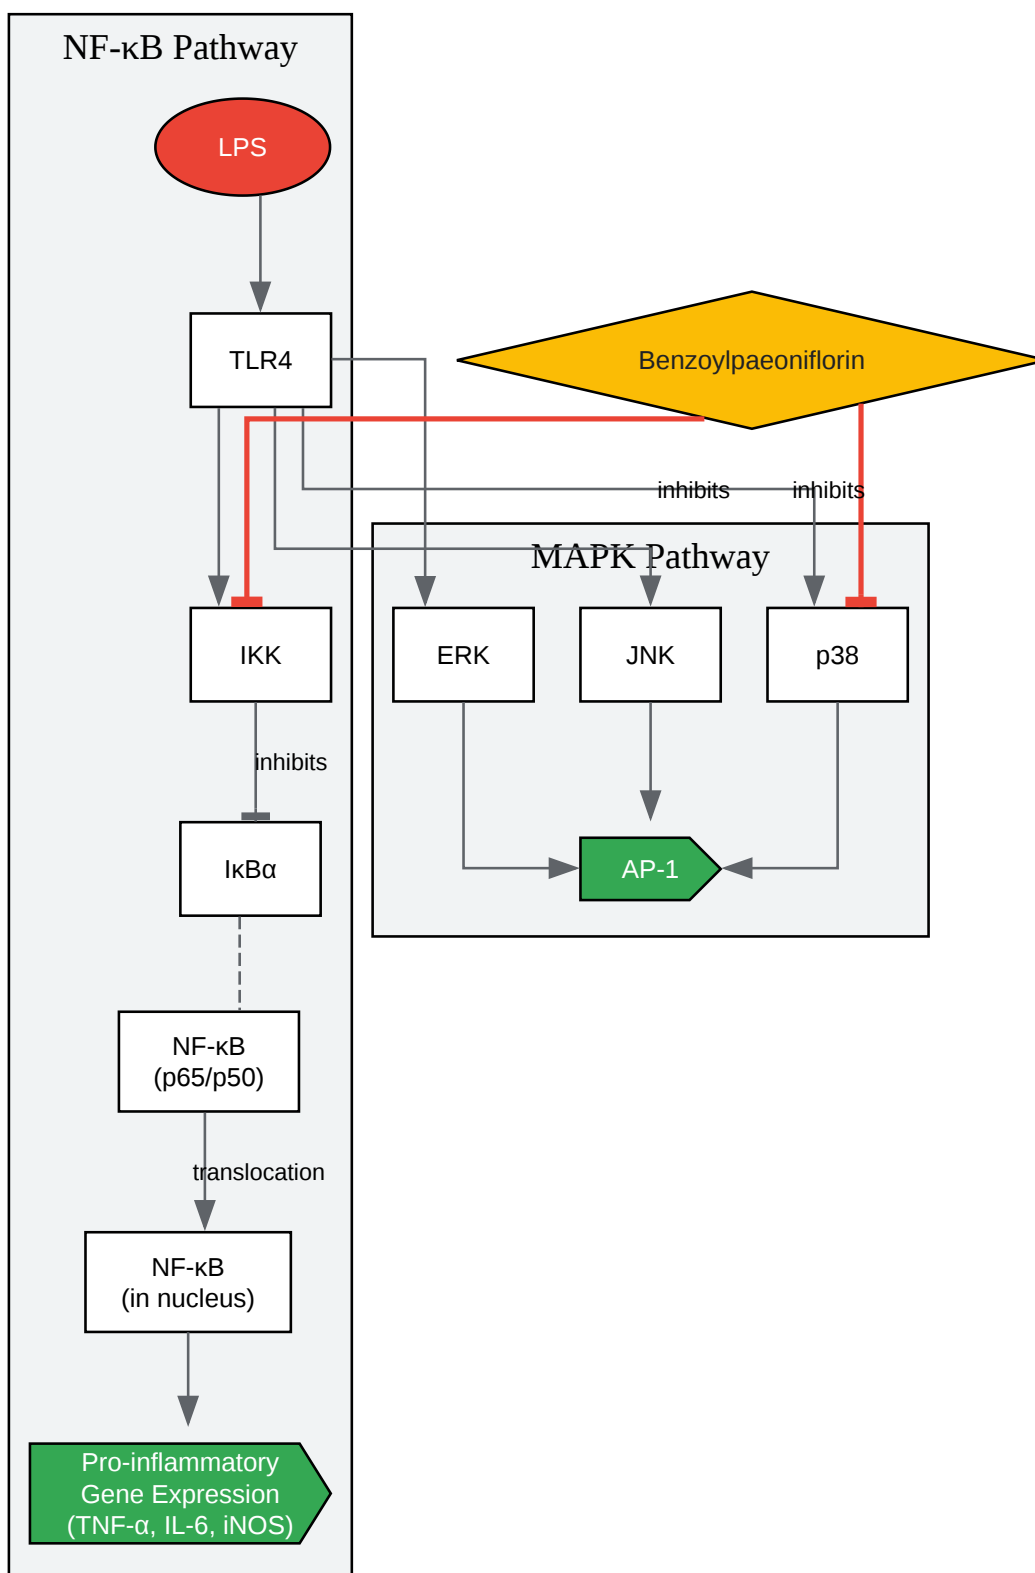 NF-κB Pathway
LPS
TLR4
Benzoylpaeoniflorin
inhibits
inhibits
MAPK Pathway
IKK
ERK
JNK
p38
inhibits
IκBα
AP-1
NF-κB
(p65/p50)
translocation
NF-κB
(in nucleus)
Pro-inflammatory
Gene Expression
(TNF-α, IL-6, iNOS)